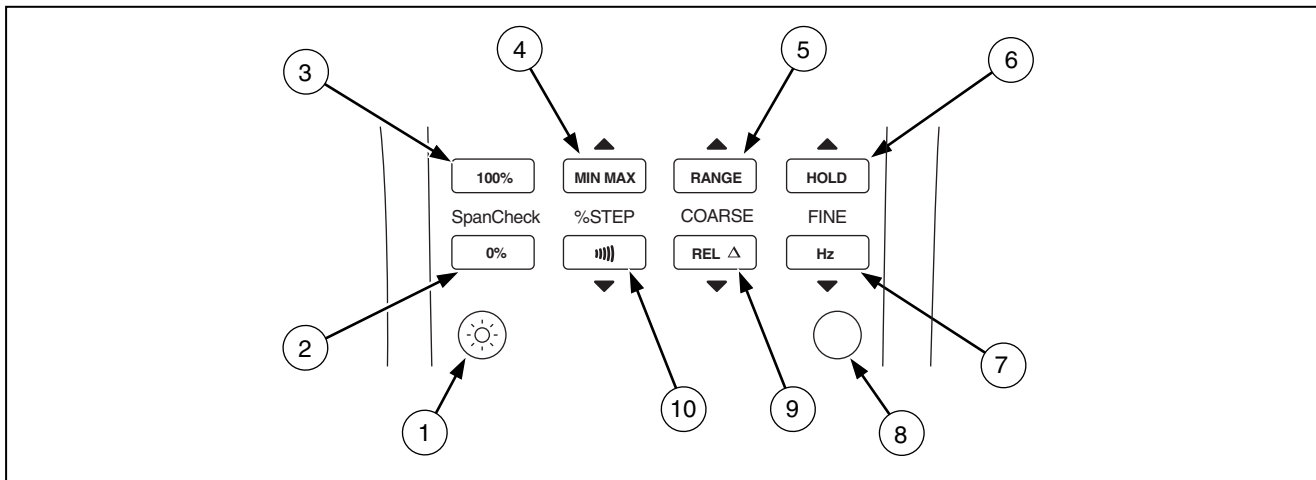 4 5
3 6
100% MIN MAX RANGE HOLD
SpanCheck %STEP COARSE FINE
0% REL Δ Hz
2 7
1 10 9 8